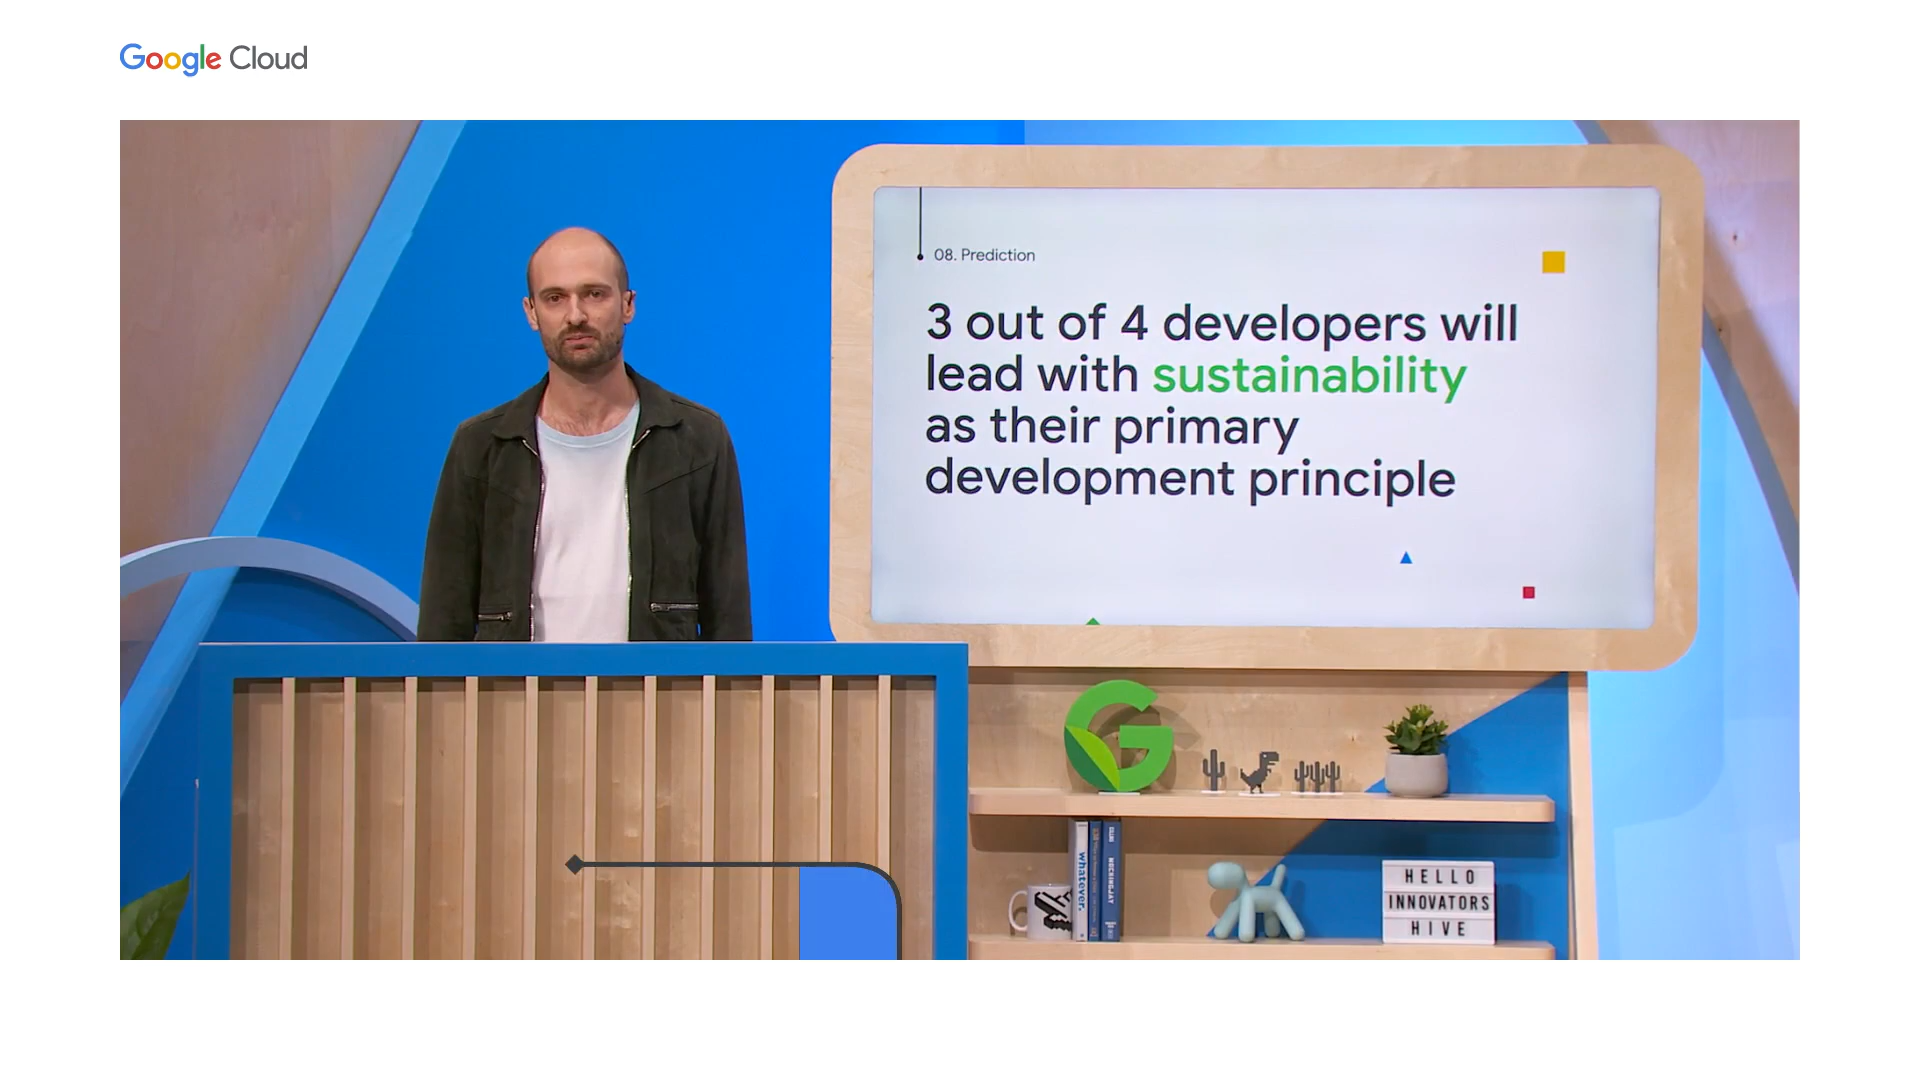 Google Cloud
08. Prediction
3 out of 4 developers will
lead with sustainability
as their primary
development principle
whatever.
MOCKINGJAY
HELLO
INNOVATORS
HIVE